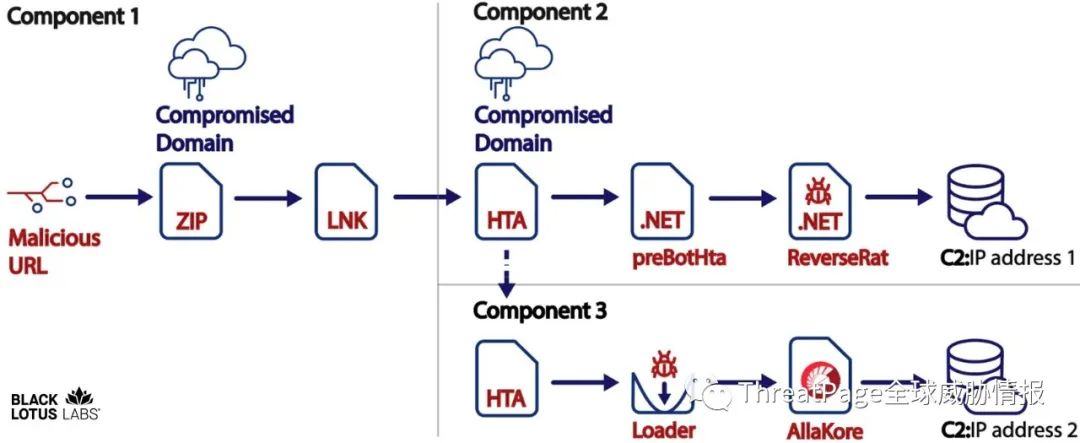 Component 1
Compromised
Domain
ZIP
LNK
Malicious
URL
Component 2
Compromised
Domain
HTA
.NET
preBotHta
.NET
ReverseRat
C2:IP address 1
Component 3
HTA
Loader
AllaKore
C2:IP address 2
BLACK
LOTUS LABS®
ThreatPage全球威胁情报